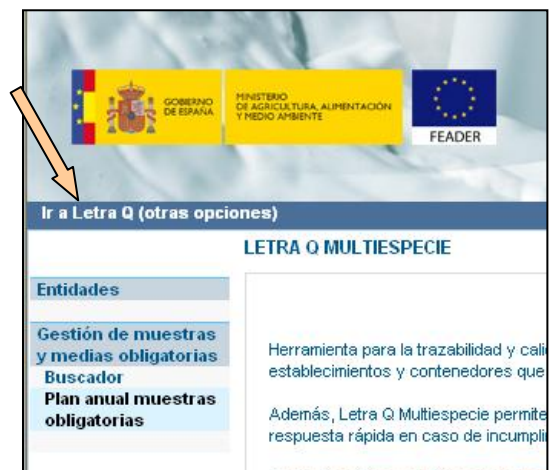 GOBIERNO
DE ESPAÑA
MINISTERIO
DE AGRICULTURA, ALIMENTACIÓN
Y MEDIO AMBIENTE
FEADER
Ir a Letra Q (otras opciones)
LETRA Q MULTIESPECIE
Entidades
Gestión de muestras
y medias obligatorias
Buscador
Plan anual muestras
obligatorias
Herramienta para la trazabilidad y cali
establecimientos y contenedores que
Además, Letra Q Multiespecie permite
respuesta rápida en caso de incumpli